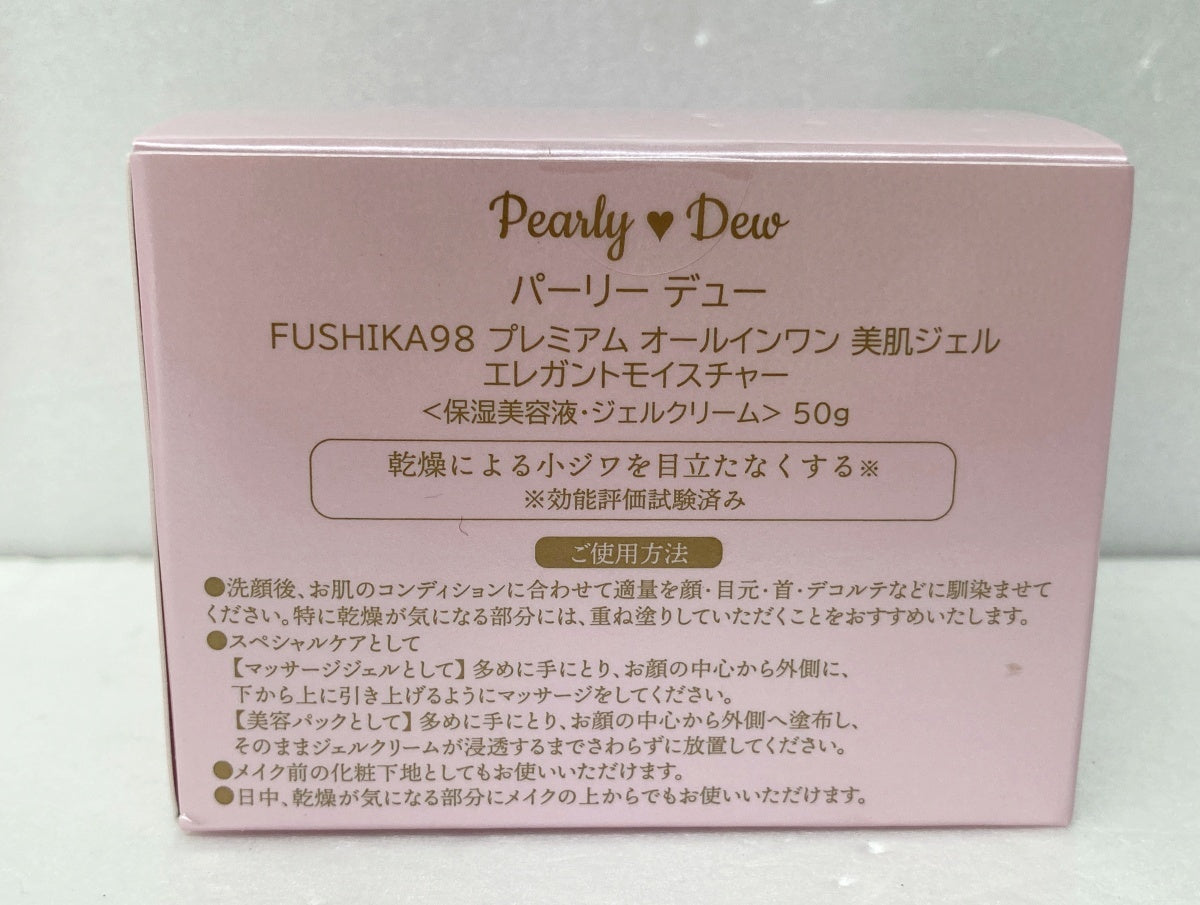 Pearly ♥ Dew
パーリー デュー
FUSHIKA98 プレミアム オールインワン 美肌ジェル
エレガントモイスチャー
<保湿美容液・ジェルクリーム> 50g
乾燥による小ジワを目立たなくする※
※効能評価試験済み
ご使用方法
●洗顔後、お肌のコンディションに合わせて適量を顔・目元・首・デコルテなどに馴染ませて
ください。特に乾燥が気になる部分には、重ね塗りしていただくことをおすすめいたします。
●スペシャルケアとして
【マッサージジェルとして】多めに手にとり、お顔の中心から外側に、
下から上に引き上げるようにマッサージをしてください。
【美容パックとして】多めに手にとり、お顔の中心から外側へ塗布し、
そのままジェルクリームが浸透するまでさわらずに放置してください。
●メイク前の化粧下地としてもお使いいただけます。
●日中、乾燥が気になる部分にメイクの上からでもお使いいただけます。